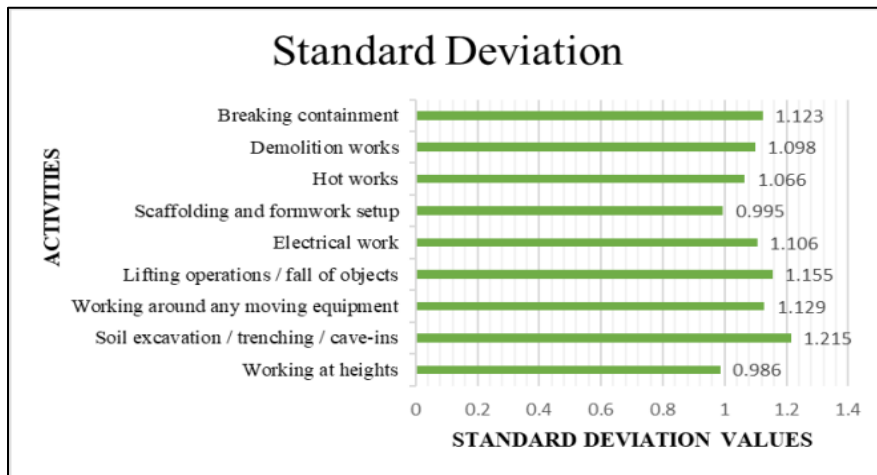 Standard Deviation
ACTIVITIES
Breaking containment 1.123
Demolition works 1.098
Hot works 1.066
Scaffolding and formwork setup 0.995
Electrical work 1.106
Lifting operations / fall of objects 1.155
Working around any moving equipment 1.129
Soil excavation / trenching / cave-ins 1.215
Working at heights 0.986
0 0.2 0.4 0.6 0.8 1 1.2 1.4
STANDARD DEVIATION VALUES